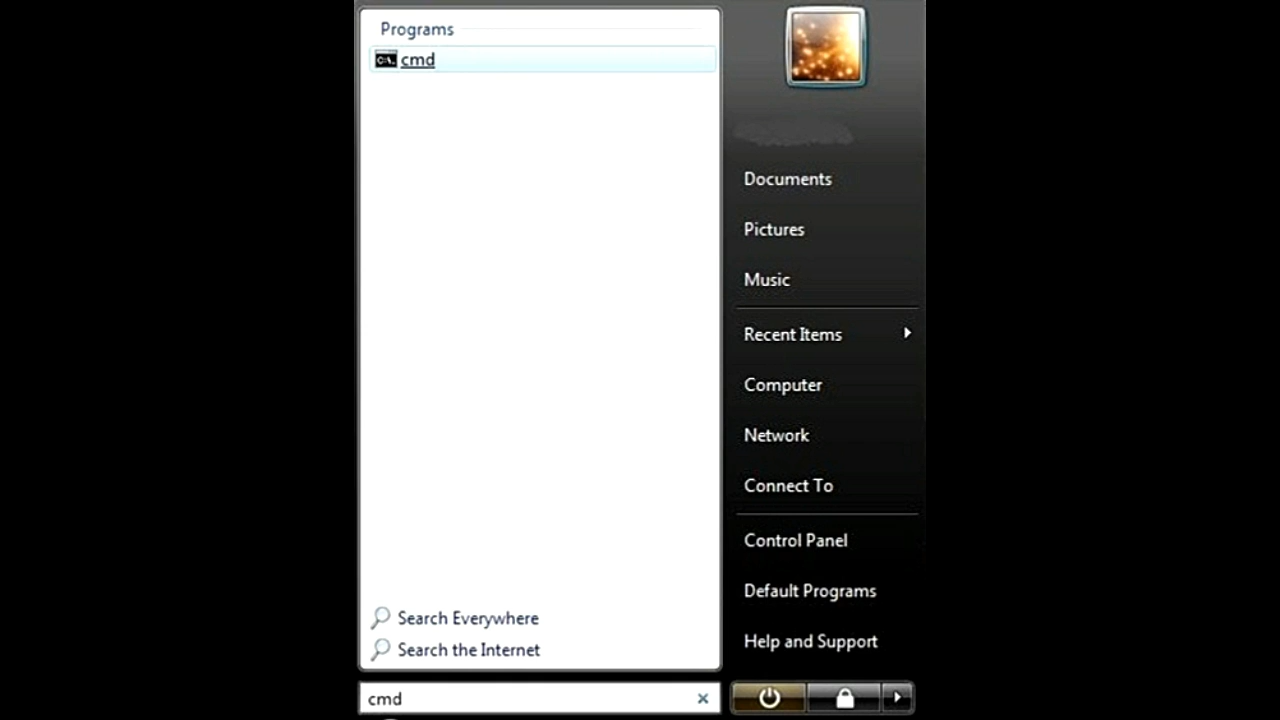 Programs
cmd
Search Everywhere
Search the Internet
cmd
Documents
Pictures
Music
Recent Items
Computer
Network
Connect To
Control Panel
Default Programs
Help and Support